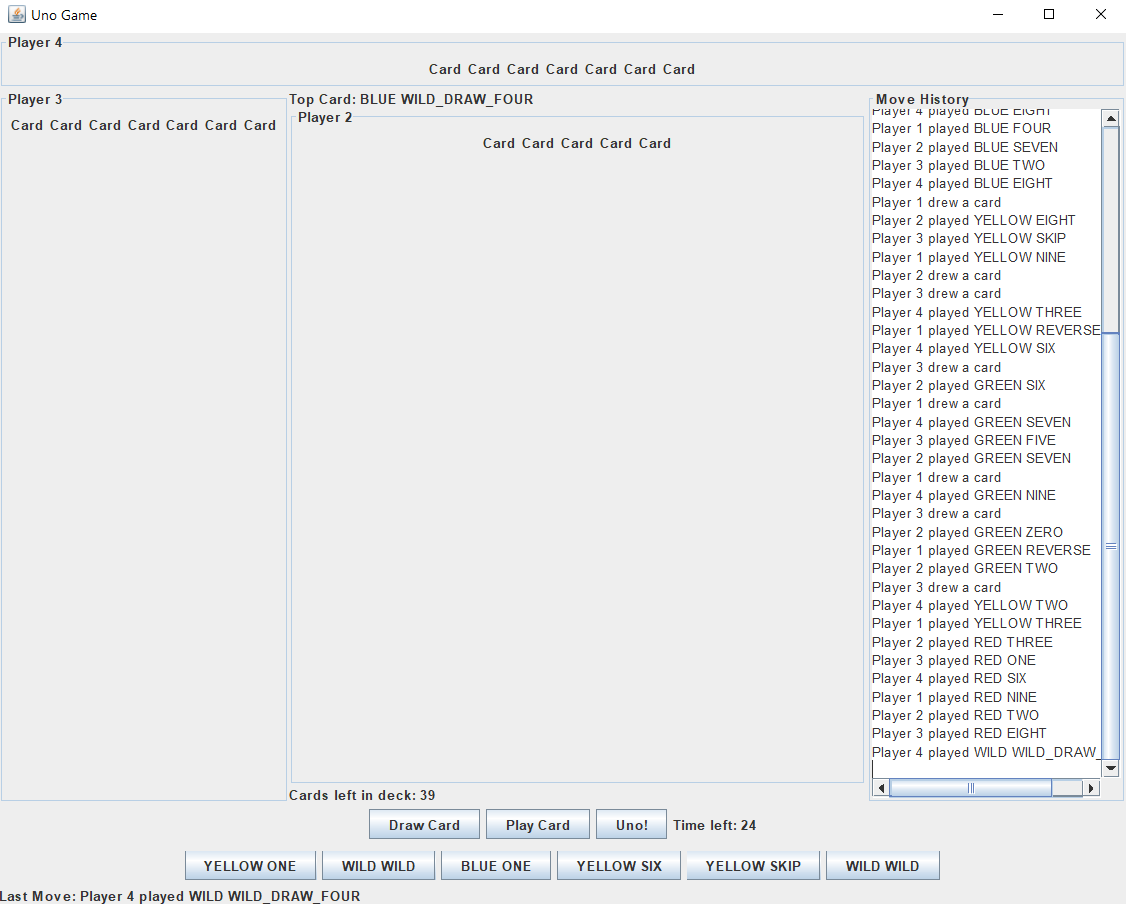 Uno Game
Player 4
Card Card Card Card Card Card Card
Player 3
Card Card Card Card Card Card Card
Top Card: BLUE WILD_DRAW_FOUR
Player 2
Card Card Card Card Card
Move History
Player 4 played BLUE EIGHT
Player 1 played BLUE FOUR
Player 2 played BLUE SEVEN
Player 3 played BLUE TWO
Player 4 played BLUE EIGHT
Player 1 drew a card
Player 2 played YELLOW EIGHT
Player 3 played YELLOW SKIP
Player 1 played YELLOW NINE
Player 2 drew a card
Player 3 drew a card
Player 4 played YELLOW THREE
Player 1 played YELLOW REVERSE
Player 4 played YELLOW SIX
Player 3 drew a card
Player 2 played GREEN SIX
Player 1 drew a card
Player 4 played GREEN SEVEN
Player 3 played GREEN FIVE
Player 2 played GREEN SEVEN
Player 1 drew a card
Player 4 played GREEN NINE
Player 3 drew a card
Player 2 played GREEN ZERO
Player 1 played GREEN REVERSE
Player 2 played GREEN TWO
Player 3 drew a card
Player 4 played YELLOW TWO
Player 1 played YELLOW THREE
Player 2 played RED THREE
Player 3 played RED ONE
Player 4 played RED SIX
Player 1 played RED NINE
Player 2 played RED TWO
Player 3 played RED EIGHT
Player 4 played WILD WILD_DRAW_
Cards left in deck: 39
Draw Card Play Card Uno! Time left: 24
YELLOW ONE WILD WILD BLUE ONE YELLOW SIX YELLOW SKIP WILD WILD
Last Move: Player 4 played WILD WILD_DRAW_FOUR